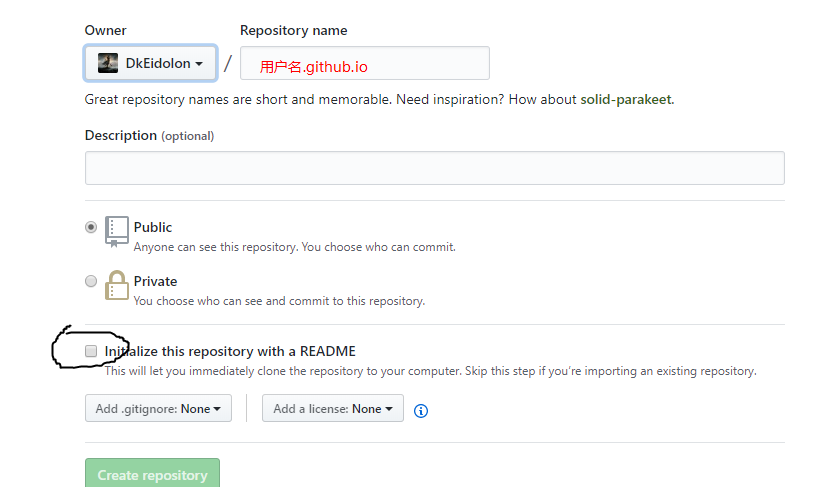 Owner Repository name
DkEidolon / 用户名.github.io
Great repository names are short and memorable. Need inspiration? How about solid-parakeet.
Description (optional)
Public
Anyone can see this repository. You choose who can commit.
Private
You choose who can see and commit to this repository.
Initialize this repository with a README
This will let you immediately clone the repository to your computer. Skip this step if you're importing an existing repository.
Add .gitignore: None Add a license: None
Create repository